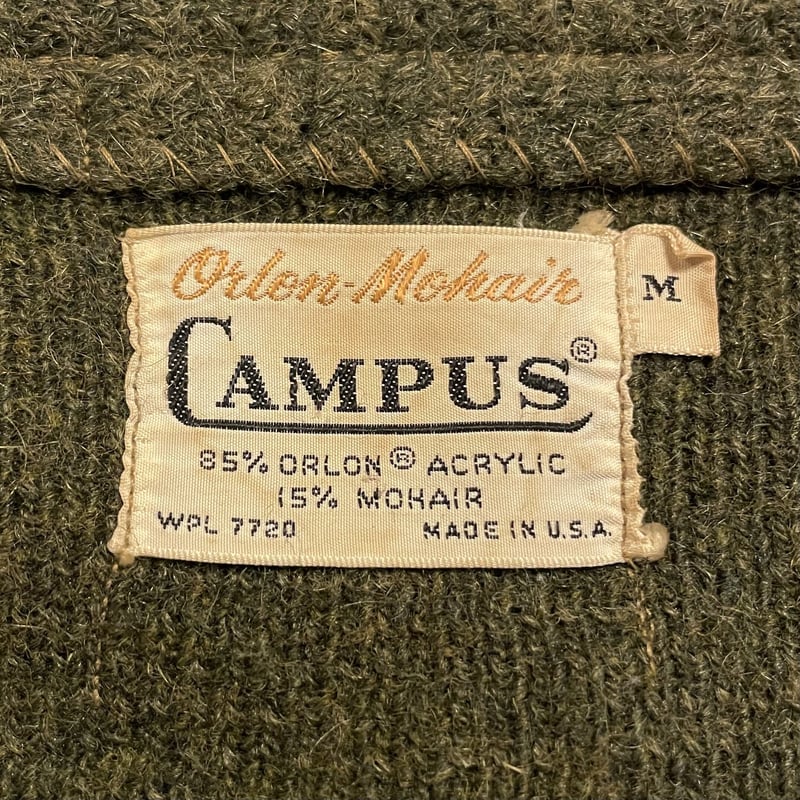 Orlon-Mohair
M
CAMPUS®
85% ORLON® ACRYLIC
15% MOHAIR
WPL 7720 MADE IN U.S.A.